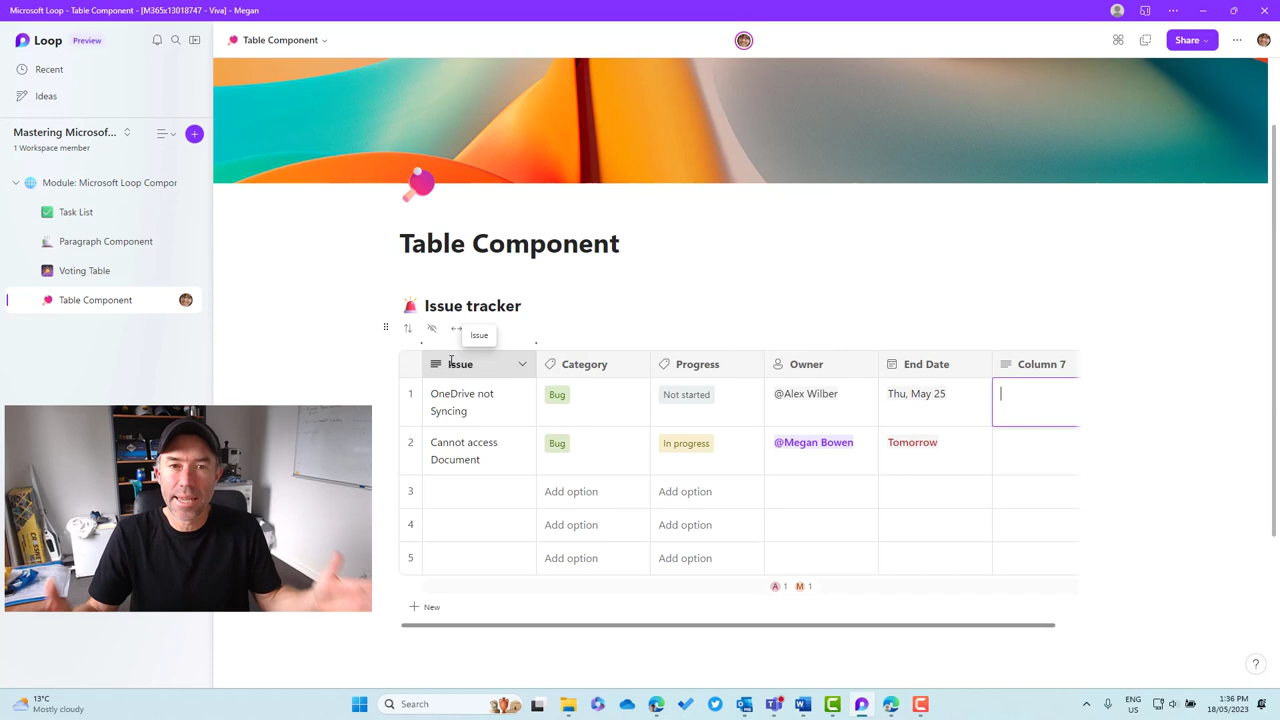 Microsoft Loop - Table Component - [M365x13018747 - Viva] - Megan
Loop Preview
Table Component
Share
Recent
Ideas
Mastering Microsof...
1 Workspace member
Module: Microsoft Loop Compor
Task List
Paragraph Component
Voting Table
Table Component
Table Component
Issue tracker
Issue
Issue Category Progress Owner End Date Column 7
1 OneDrive not Syncing Bug Not started @Alex Wilber Thu, May 25
2 Cannot access Document Bug In progress @Megan Bowen Tomorrow
3 Add option Add option
4 Add option Add option
5 Add option Add option
A 1 M 1
New
?
13°C
Mostly cloudy
Search
ENG
US
1:36 PM
18/05/2023